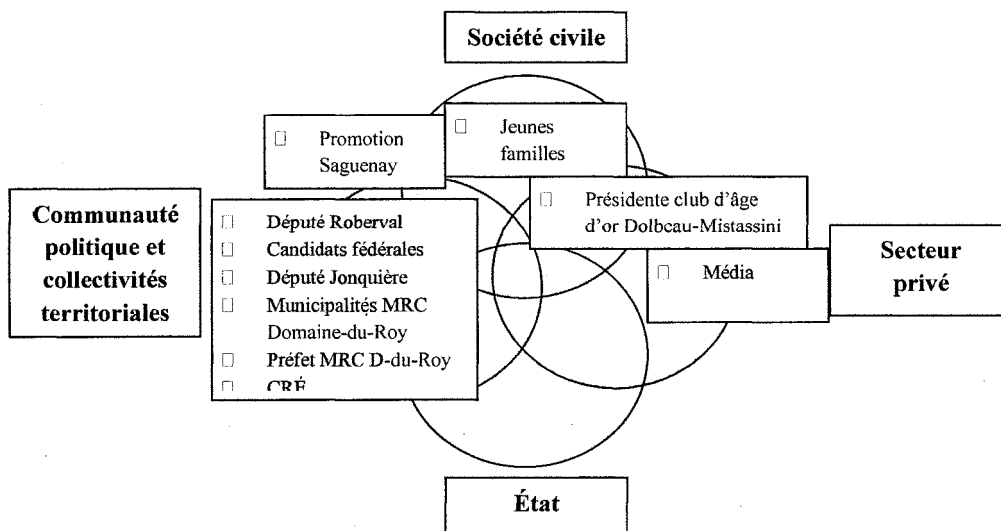 Société civile
□ Promotion
Saguenay
□ Jeunes
familles
Communauté
politique et
collectivités
territoriales
□ Député Roberval
□ Candidats fédérales
□ Député Jonquière
□ Municipalités MRC
Domaine-du-Roy
□ Préfet MRC D-du-Roy
□ CRÉ
□ Présidente club d'âge
d'or Dolbeau-Mistassini
□ Média
Secteur
privé
État